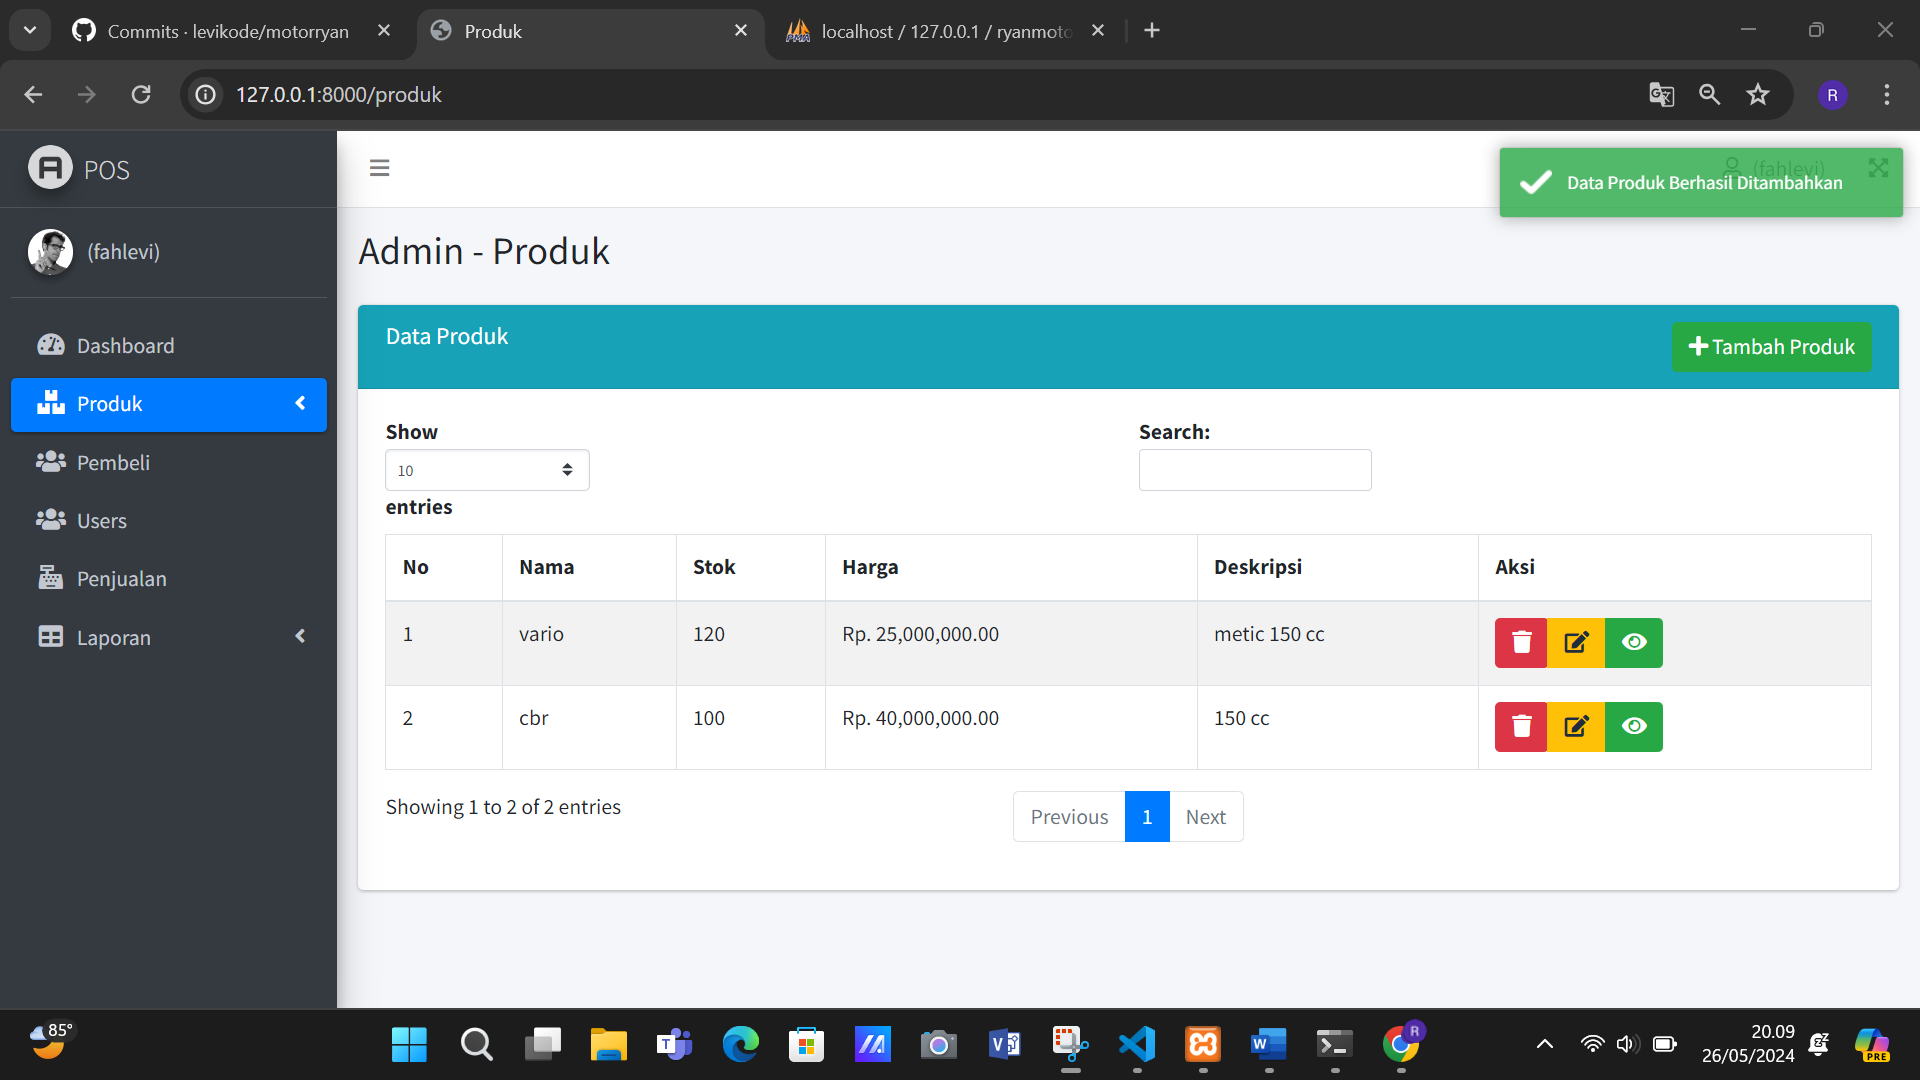 Commits · levikode/motorryan
Produk
localhost / 127.0.0.1 / ryanmoto
127.0.0.1:8000/produk
R
POS
(fahlevi)
Data Produk Berhasil Ditambahkan
(fahlevi)
Admin - Produk
Dashboard
Produk
Pembeli
Users
Penjualan
Laporan
Data Produk
Tambah Produk
Show
10
entries
Search:
No Nama Stok Harga Deskripsi Aksi
1 vario 120 Rp. 25,000,000.00 metic 150 cc
2 cbr 100 Rp. 40,000,000.00 150 cc
Showing 1 to 2 of 2 entries
Previous 1 Next
85°
R
20.09
26/05/2024
PRE